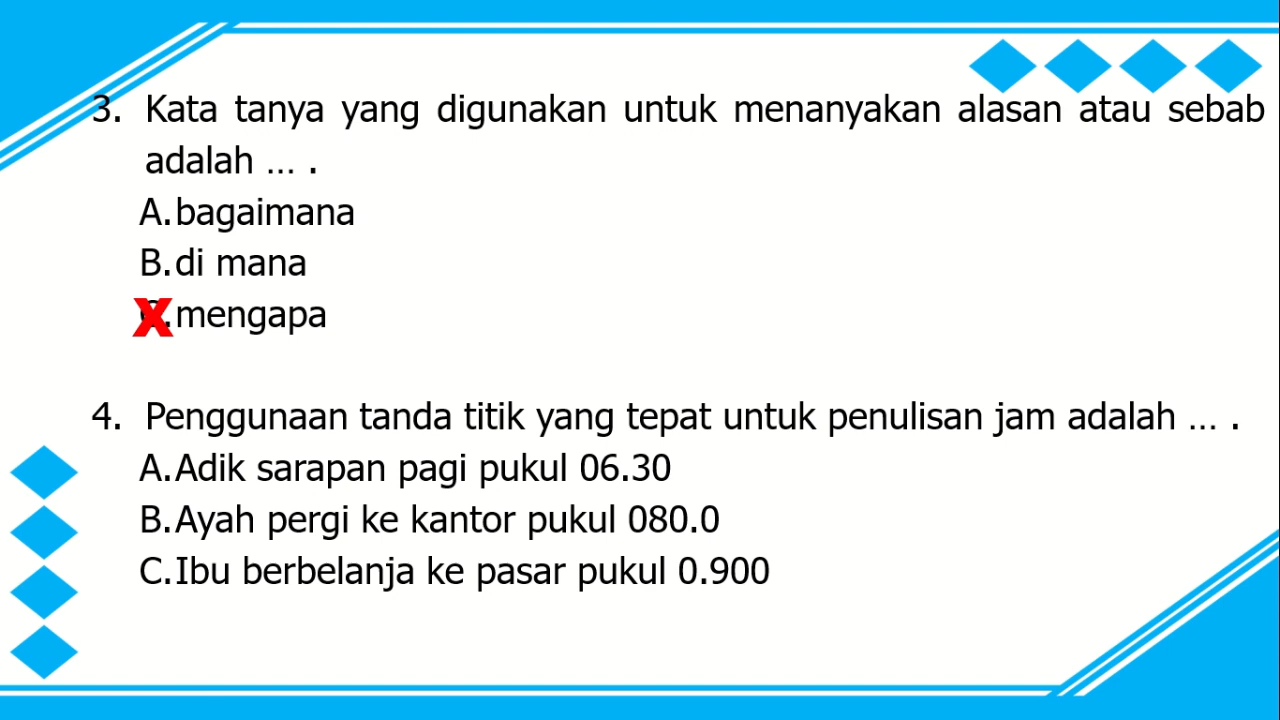 3. Kata tanya yang digunakan untuk menanyakan alasan atau sebab
adalah ... .
A. bagaimana
B. di mana
X. mengapa
4. Penggunaan tanda titik yang tepat untuk penulisan jam adalah ... .
A. Adik sarapan pagi pukul 06.30
B. Ayah pergi ke kantor pukul 080.0
C. Ibu berbelanja ke pasar pukul 0.900